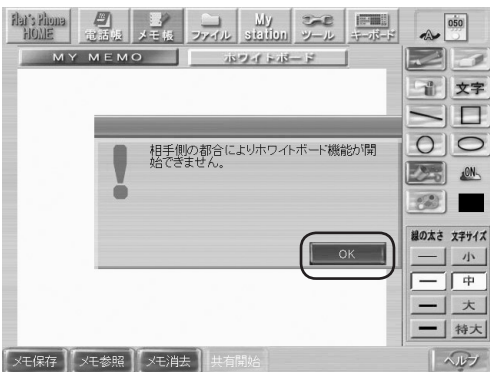 Flet's Phone HOME
電話帳
メモ帳
ファイル
My station
ツール
キーボード
050
MY MEMO
ホワイトボード
文字
相手側の都合によりホワイトボード機能が開
始できません。
OK
ON
線の太さ 文字サイズ
小
中
大
特大
メモ保存 メモ参照 メモ消去 共有開始 ヘルプ